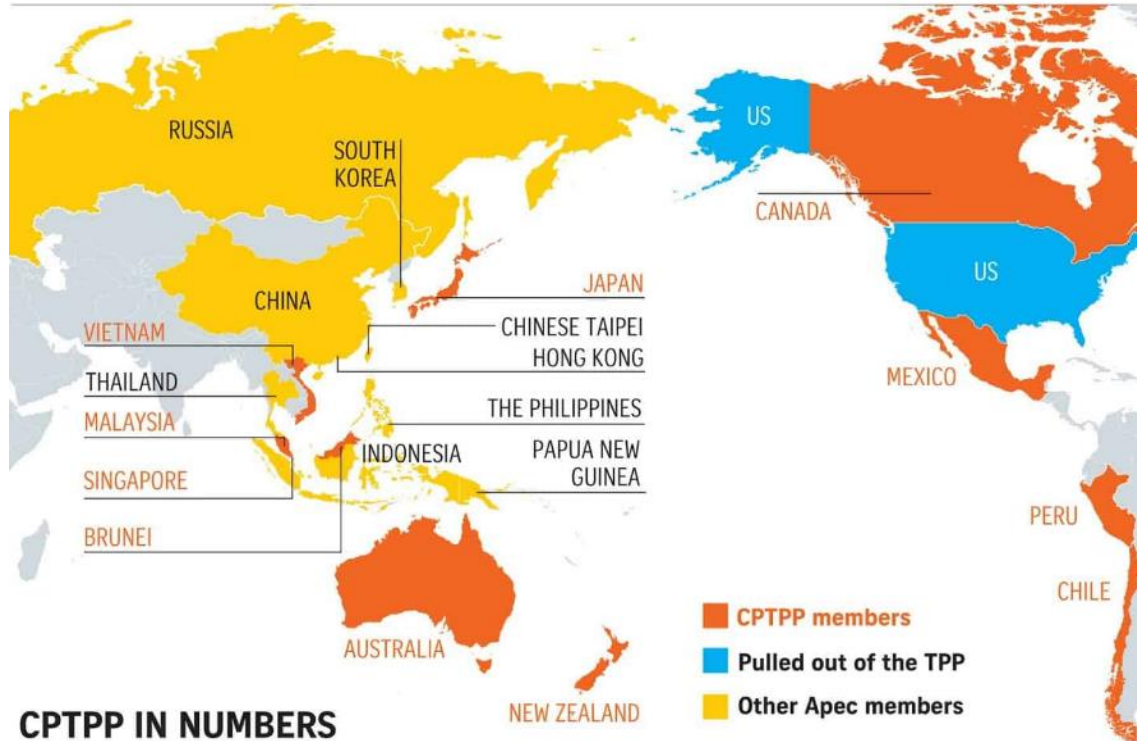 RUSSIA
SOUTH
KOREA
US
CANADA
CHINA
JAPAN
US
VIETNAM
CHINESE TAIPEI
HONG KONG
THAILAND
MEXICO
MALAYSIA
THE PHILIPPINES
INDONESIA
PAPUA NEW
GUINEA
SINGAPORE
PERU
BRUNEI
CHILE
AUSTRALIA
NEW ZEALAND
CPTPP members
Pulled out of the TPP
Other Apec members
CPTPP IN NUMBERS